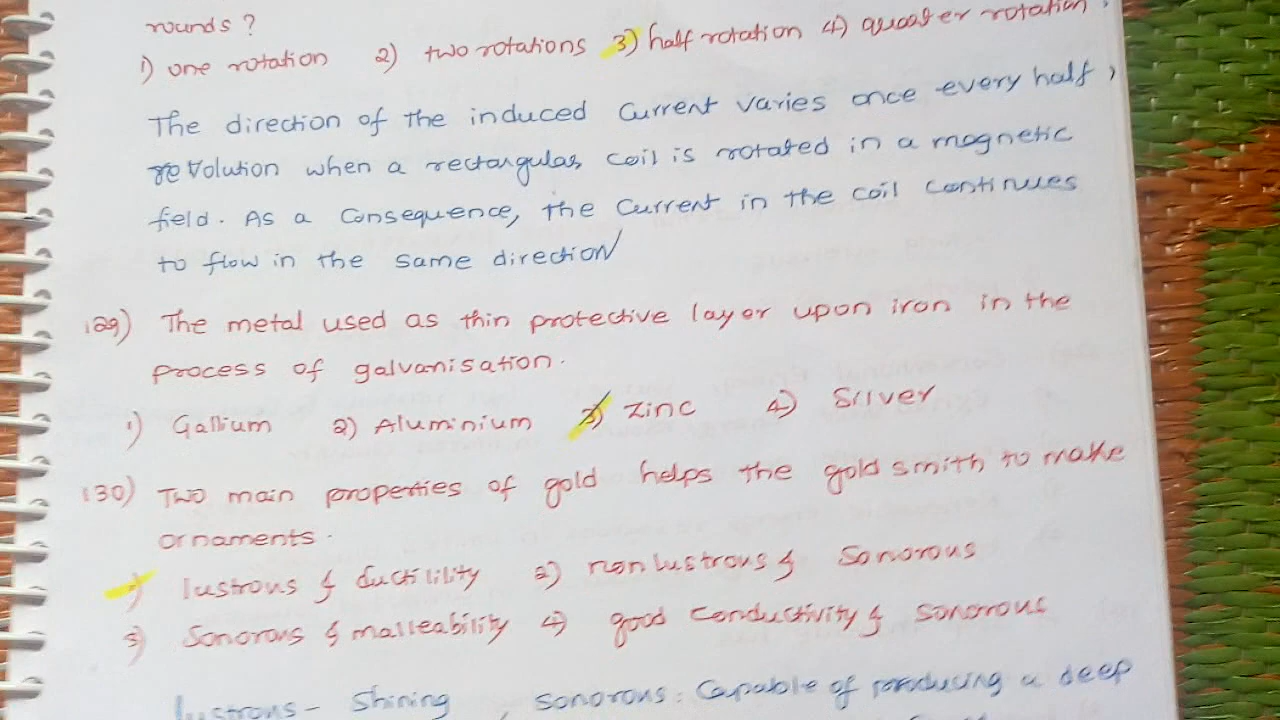 rounds?
1) one rotation 2) two rotations 3) half rotation 4) quarter rotation.
The direction of the induced current varies once every half
revolution when a rectangular coil is rotated in a magnetic
field. As a consequence, the current in the coil continues
to flow in the same direction
129) The metal used as thin protective layer upon iron in the
process of galvanisation.
1) Gallium 2) Aluminium 3) Zinc 4) Silver
130) Two main properties of gold helps the gold smith to make
ornaments.
1) lustrous & ductilility 2) non lustrous & Sonorous
3) Sonorous & malleability 4) good conductivity & sonorous
lustrous - Shining, sonorous: Capable of producing a deep